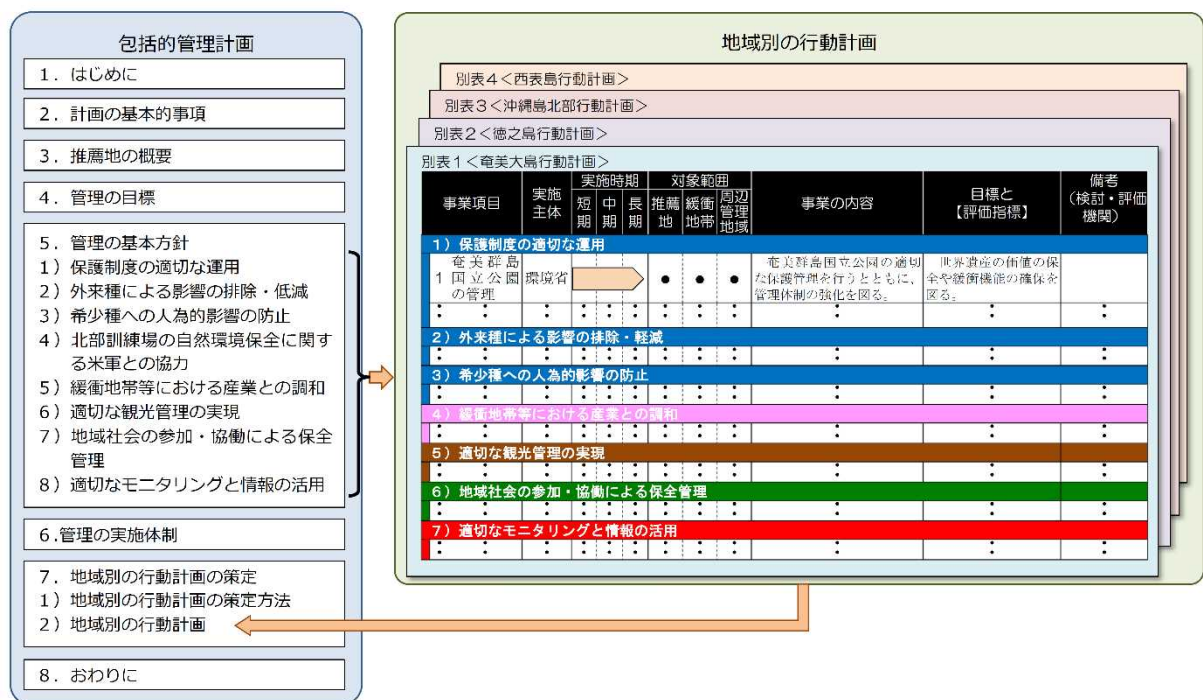 包括的管理計画
1．はじめに
2．計画の基本的事項
3．推薦地の概要
4．管理の目標
5．管理の基本方針
1）保護制度の適切な運用
2）外来種による影響の排除・低減
3）希少種への人為的影響の防止
4）北部訓練場の自然環境保全に関す
る米軍との協力
5）緩衝地帯等における産業との調和
6）適切な観光管理の実現
7）地域社会の参加・協働による保全
管理
8）適切なモニタリングと情報の活用
6.管理の実施体制
7．地域別の行動計画の策定
1）地域別の行動計画の策定方法
2）地域別の行動計画
8．おわりに
地域別の行動計画
別表4＜西表島行動計画＞
別表3＜沖縄島北部行動計画＞
別表2＜徳之島行動計画＞
別表1＜奄美大島行動計画＞
事業項目
実施
主体
実施時期
短
期
中
期
長
期
対象範囲
推薦
地
緩衝
地帯
周辺
管理
地域
事業の内容
目標と
【評価指標】
備考
（検討・評価
機関）
1）保護制度の適切な運用
1
奄美群島
国立公園
の管理
環境省
● ● ●
奄美群島国立公園の適切
な保護管理を行うとともに、
管理体制の強化を図る。
世界遺産の価値の保
全や緩衝機能の確保を
図る。
2）外来種による影響の排除・軽減
3）希少種への人為的影響の防止
4）緩衝地帯等における産業との調和
5）適切な観光管理の実現
6）地域社会の参加・協働による保全管理
7）適切なモニタリングと情報の活用